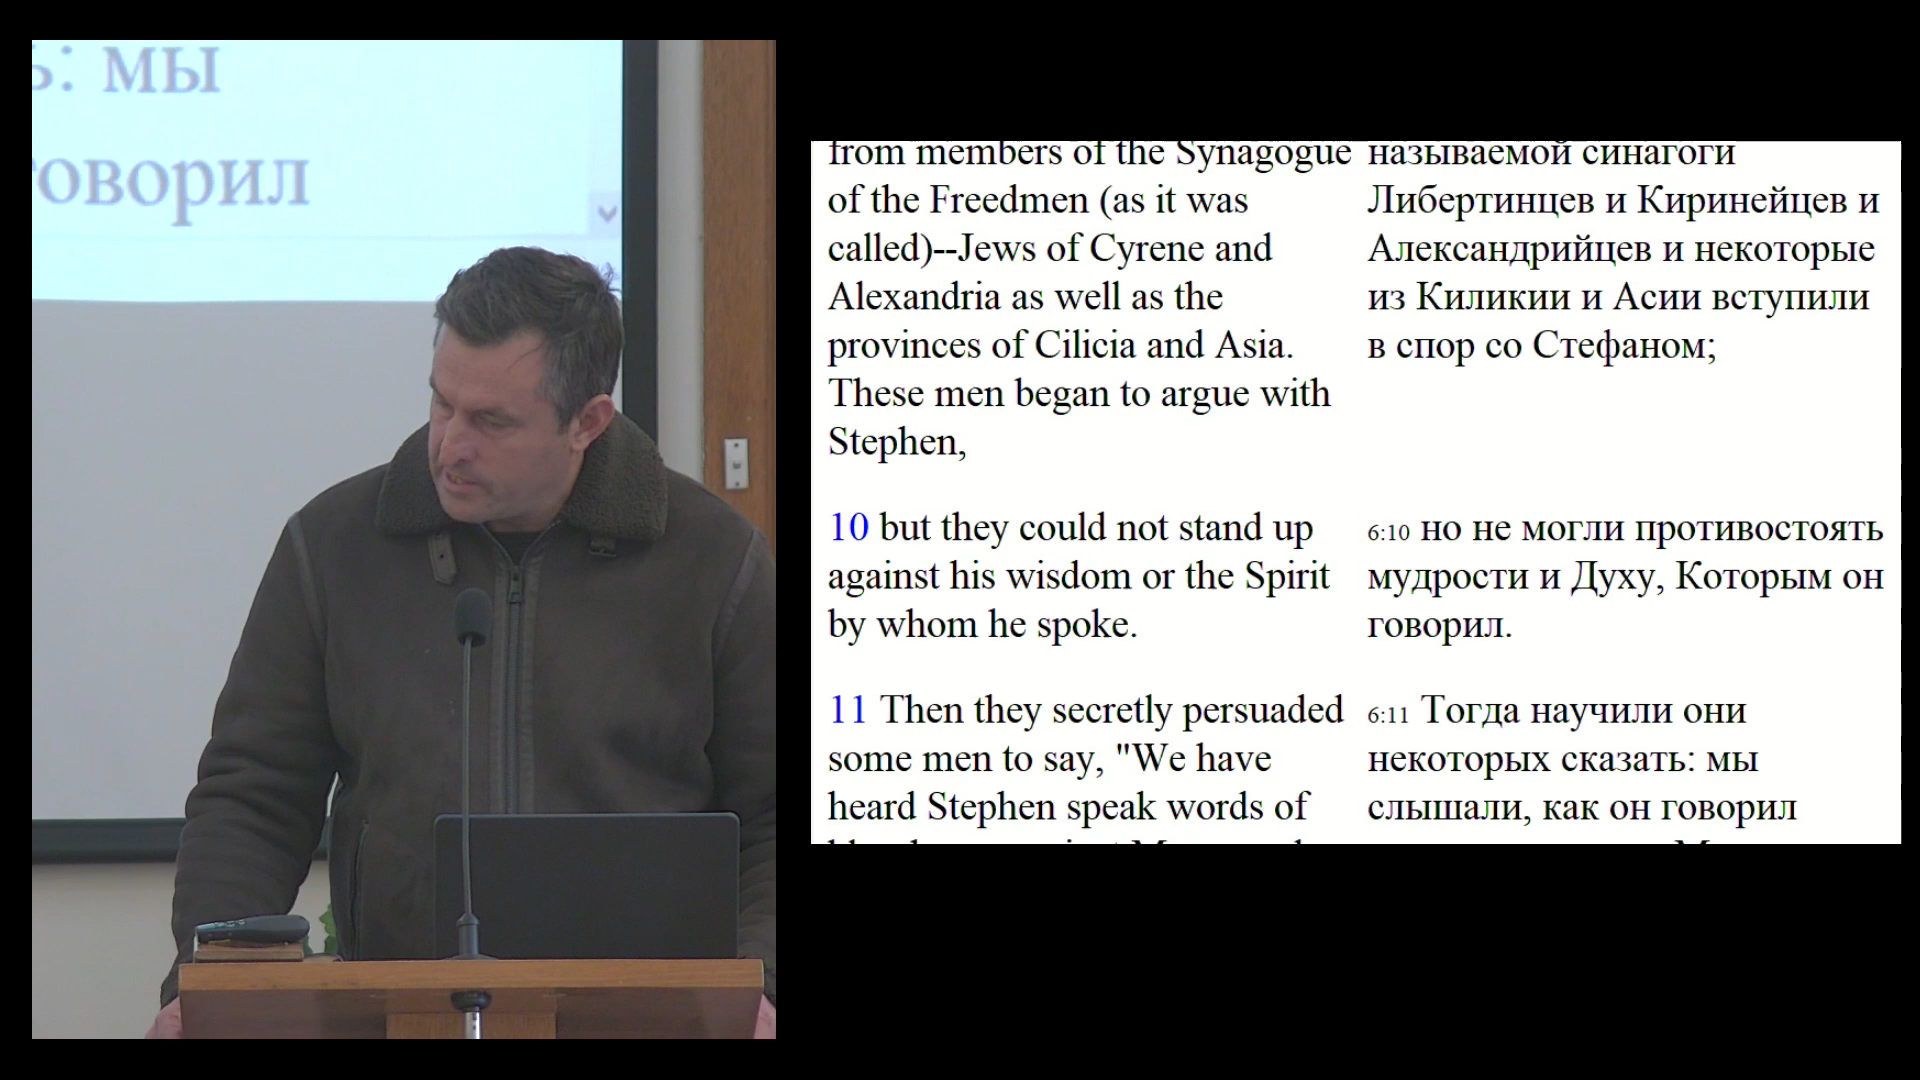 ь: мы
говорил
from members of the Synagogue
of the Freedmen (as it was
called)--Jews of Cyrene and
Alexandria as well as the
provinces of Cilicia and Asia.
These men began to argue with
Stephen,
10 but they could not stand up
against his wisdom or the Spirit
by whom he spoke.
11 Then they secretly persuaded
some men to say, "We have
heard Stephen speak words of
называемой синагоги
Либертинцев и Киринейцев и
Александрийцев и некоторые
из Киликии и Асии вступили
в спор со Стефаном;
6:10 но не могли противостоять
мудрости и Духу, Которым он
говорил.
6:11 Тогда научили они
некоторых сказать: мы
слышали, как он говорил